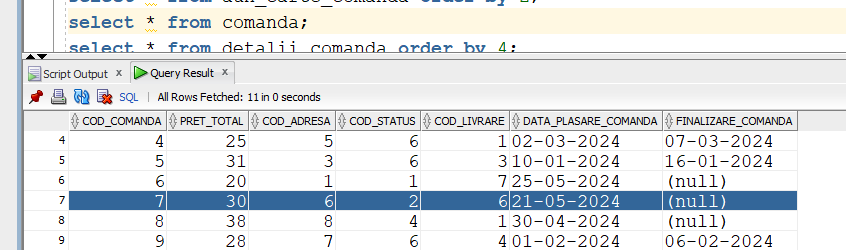 select * from comanda;
select * from detalii_comanda order by 4;
Script Output x Query Result x
SQL | All Rows Fetched: 11 in 0 seconds
COD_COMANDA PRET_TOTAL COD_ADRESA COD_STATUS COD_LIVRARE DATA_PLASARE_COMANDA FINALIZARE_COMANDA
4 4 25 5 6 1 02-03-2024 07-03-2024
5 5 31 3 6 3 10-01-2024 16-01-2024
6 6 20 1 1 7 25-05-2024 (null)
7 7 30 6 2 6 21-05-2024 (null)
8 8 38 8 4 1 30-04-2024 (null)
9 9 28 7 6 4 01-02-2024 06-02-2024